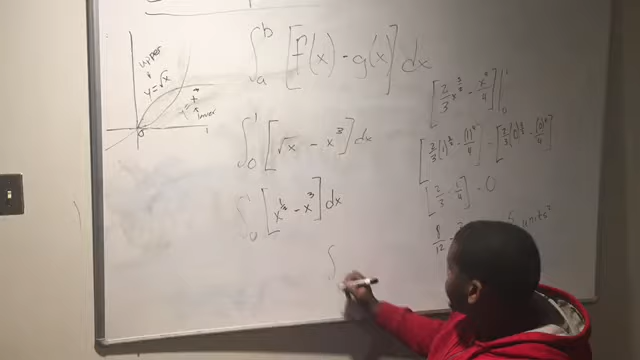 upper
y = √x
y = x³
lower
1
∫ₐᵇ [f(x) - g(x)] dx
∫₀¹ [√x - x³] dx
∫₀¹ [x^½ - x³] dx
∫
[2/3 x^3/2 - x⁴/4] |₀¹
[2/3 (1)^3/2 - (1)⁴/4] - [2/3 (0)^3/2 - (0)⁴/4]
[2/3 - 1/4] - 0
8/12 -
5 units²